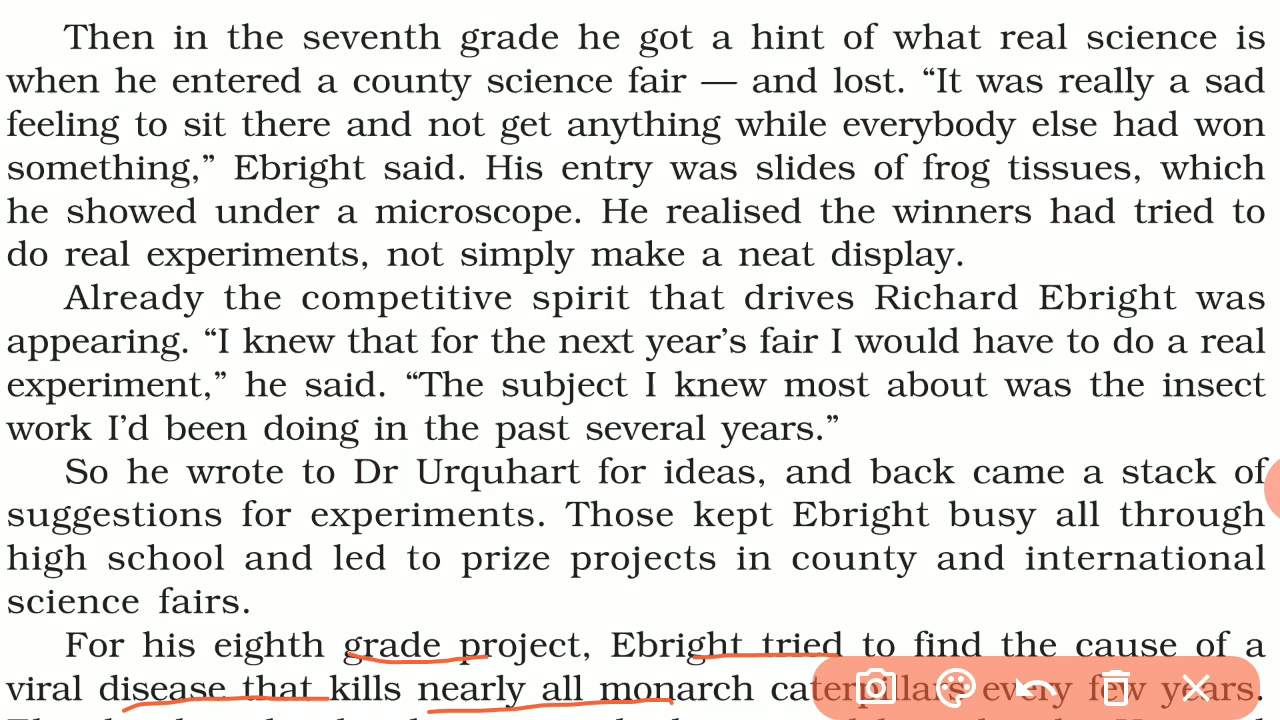 Then in the seventh grade he got a hint of what real science is
when he entered a county science fair — and lost. “It was really a sad
feeling to sit there and not get anything while everybody else had won
something,” Ebright said. His entry was slides of frog tissues, which
he showed under a microscope. He realised the winners had tried to
do real experiments, not simply make a neat display.
Already the competitive spirit that drives Richard Ebright was
appearing. “I knew that for the next year’s fair I would have to do a real
experiment,” he said. “The subject I knew most about was the insect
work I’d been doing in the past several years.”
So he wrote to Dr Urquhart for ideas, and back came a stack of
suggestions for experiments. Those kept Ebright busy all through
high school and led to prize projects in county and international
science fairs.
For his eighth grade project, Ebright tried to find the cause of a
viral disease that kills nearly all monarch caterpillars every few years.